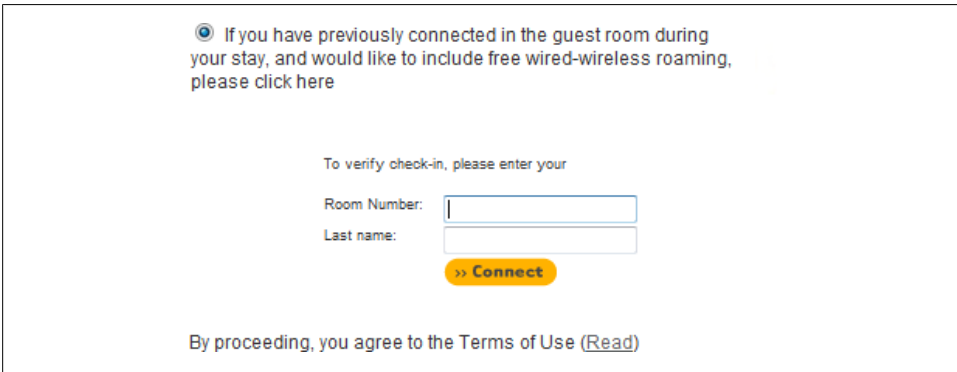 If you have previously connected in the guest room during
your stay, and would like to include free wired-wireless roaming,
please click here
To verify check-in, please enter your
Room Number:
Last name:
>> Connect
By proceeding, you agree to the Terms of Use (Read)